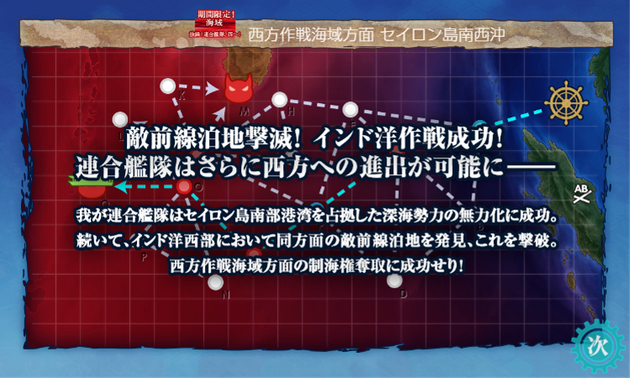 期間限定!
海域
西方作戦海域方面 セイロン島南西沖
K
M
H
F
敵前線泊地撃滅! インド洋作戦成功!
連合艦隊はさらに西方への進出が可能に――
AB
O
我が連合艦隊はセイロン島南部港湾を占拠した深海勢力の無力化に成功。
続いて、インド洋西部において同方面の敵前線泊地を発見、これを撃破。
西方作戦海域方面の制海権奪取に成功せり!
P
N
D
次